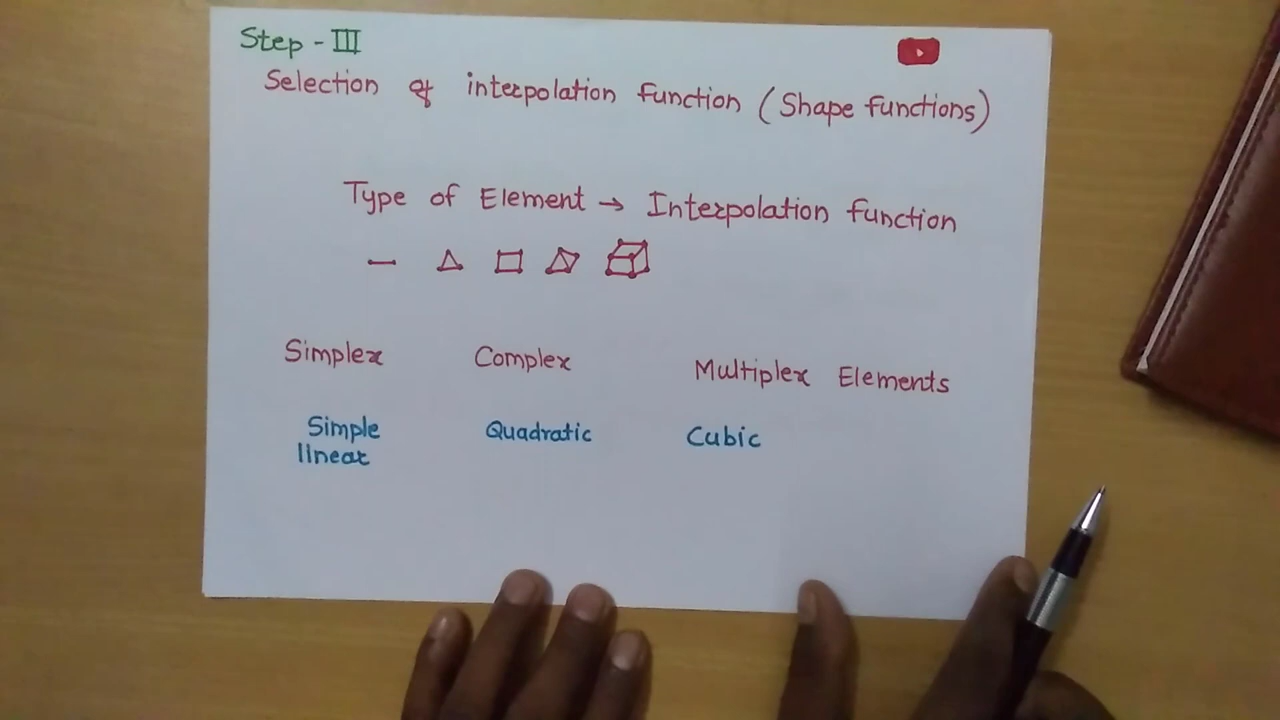 Step - III
Selection of interpolation function (Shape functions)
Type of Element → Interpolation function
Simplex Complex Multiplex Elements
Simple Quadratic Cubic
linear